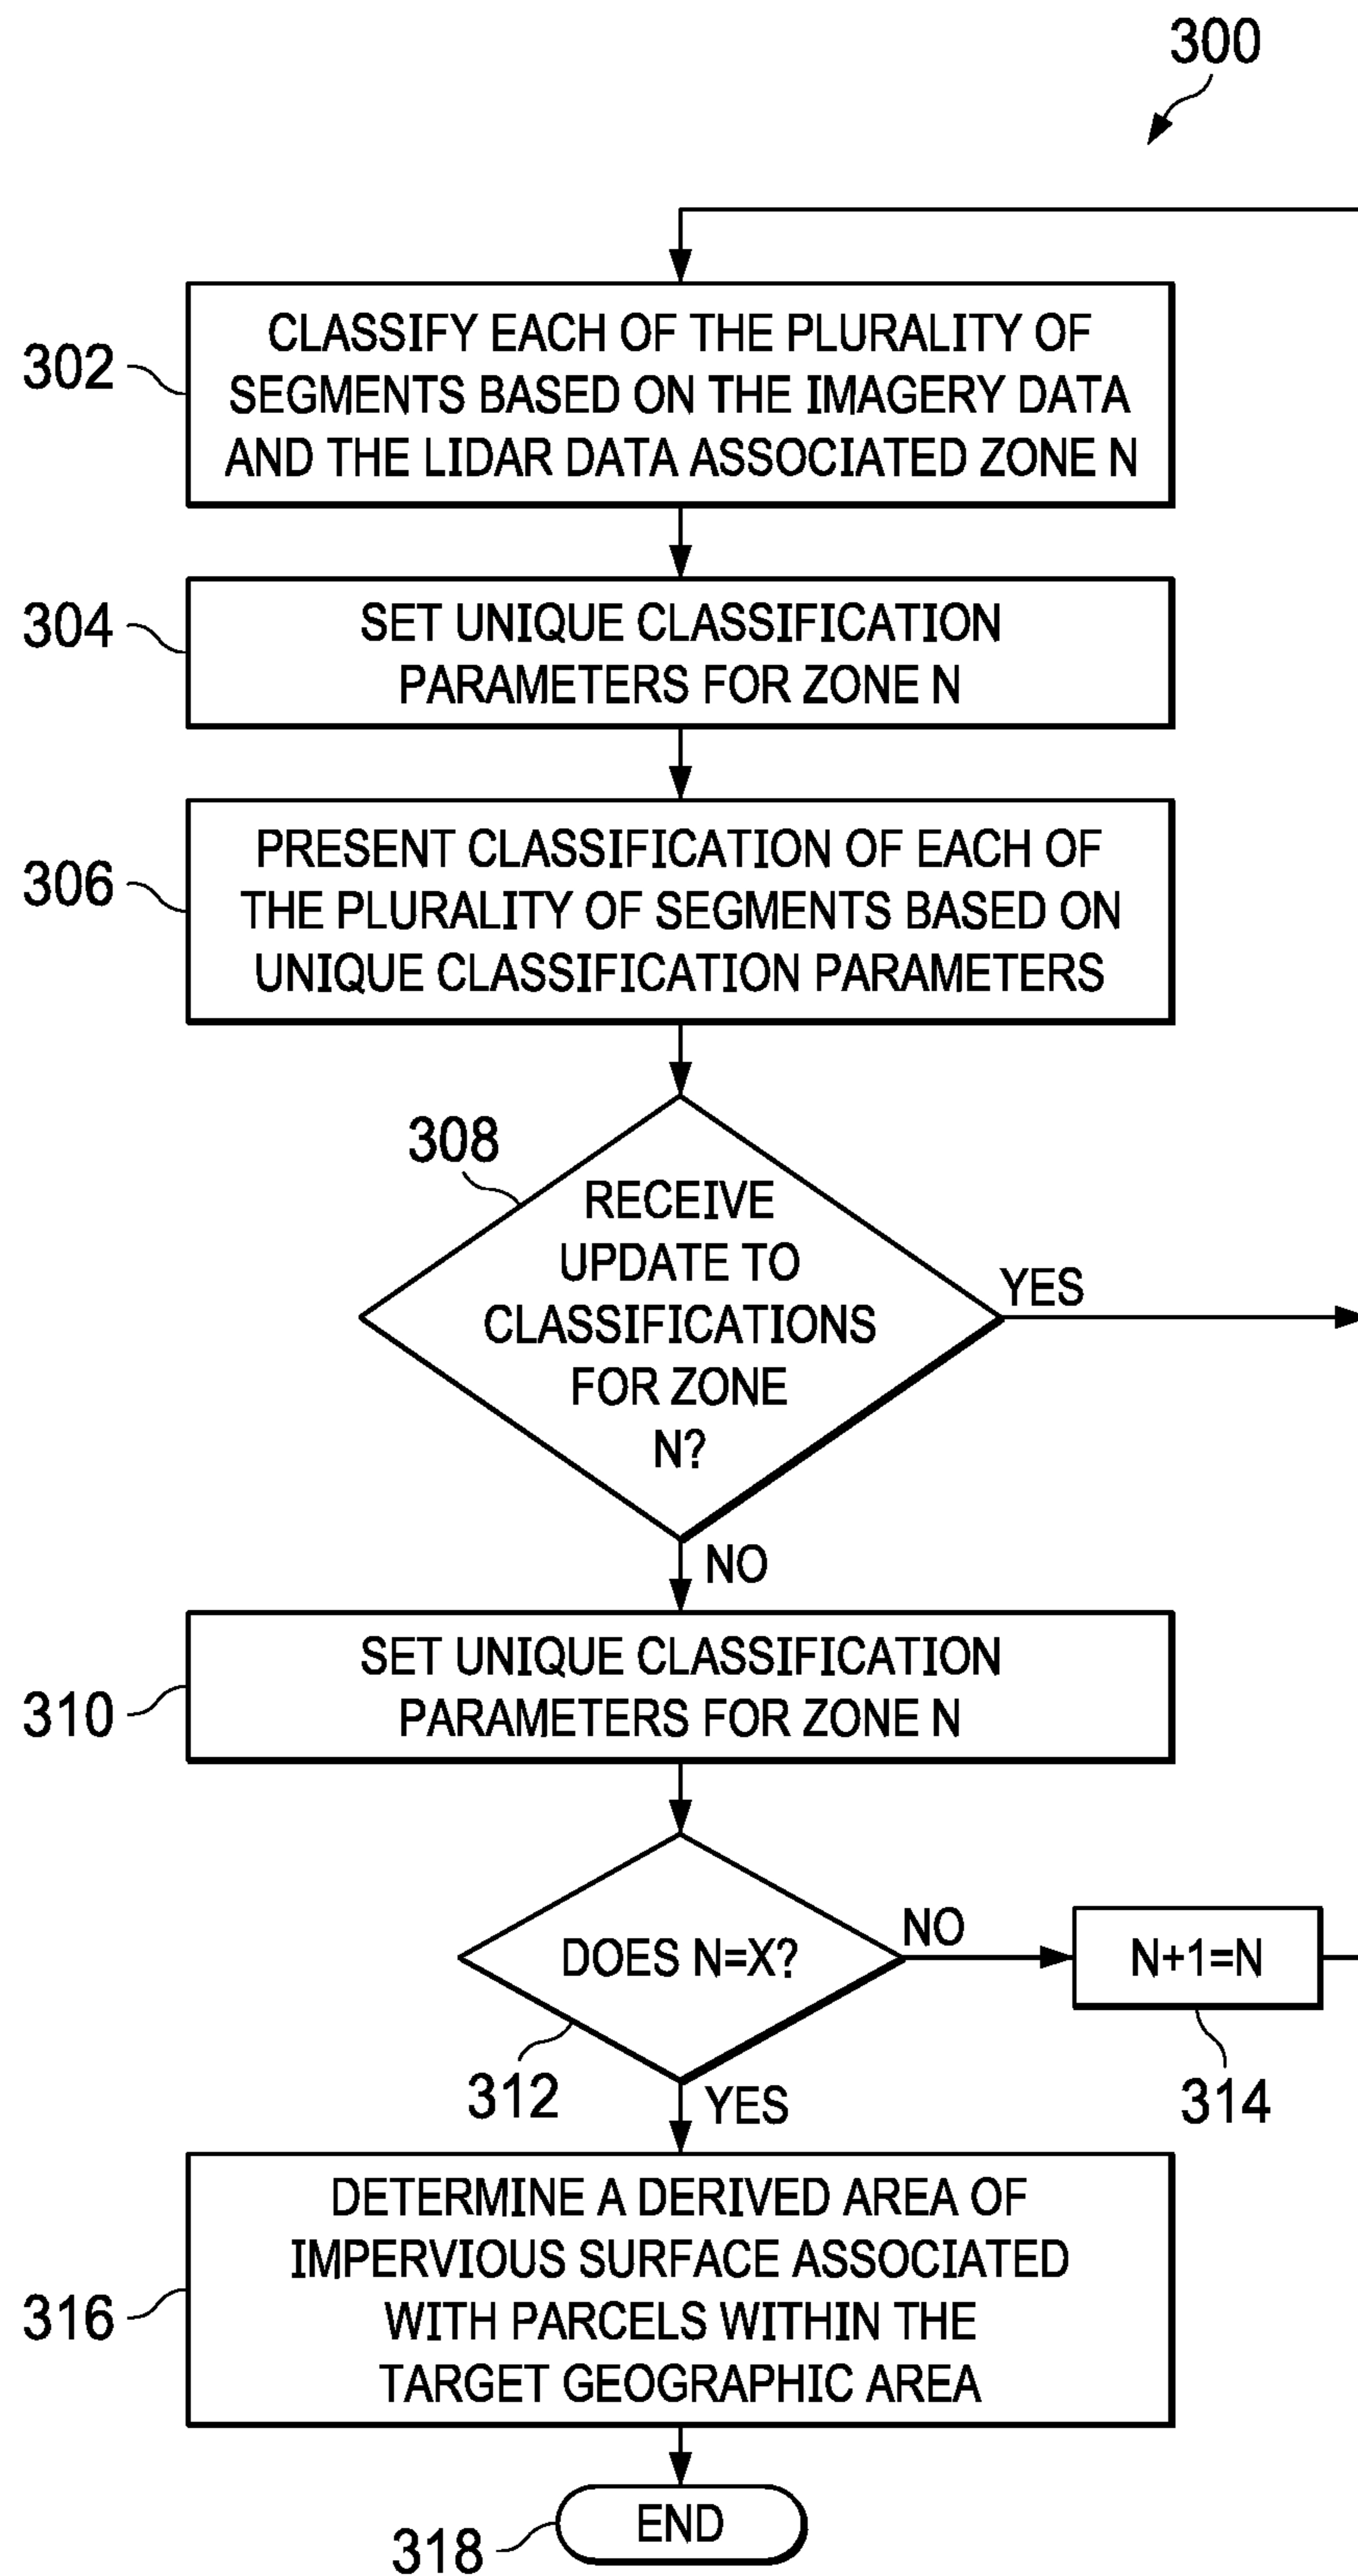 300
302
CLASSIFY EACH OF THE PLURALITY OF
SEGMENTS BASED ON THE IMAGERY DATA
AND THE LIDAR DATA ASSOCIATED ZONE N
304
SET UNIQUE CLASSIFICATION
PARAMETERS FOR ZONE N
306
PRESENT CLASSIFICATION OF EACH OF
THE PLURALITY OF SEGMENTS BASED ON
UNIQUE CLASSIFICATION PARAMETERS
308
RECEIVE
UPDATE TO
CLASSIFICATIONS
FOR ZONE
N?
YES
NO
310
SET UNIQUE CLASSIFICATION
PARAMETERS FOR ZONE N
DOES N=X?
312
NO
N+1=N
314
YES
316
DETERMINE A DERIVED AREA OF
IMPERVIOUS SURFACE ASSOCIATED
WITH PARCELS WITHIN THE
TARGET GEOGRAPHIC AREA
318
END